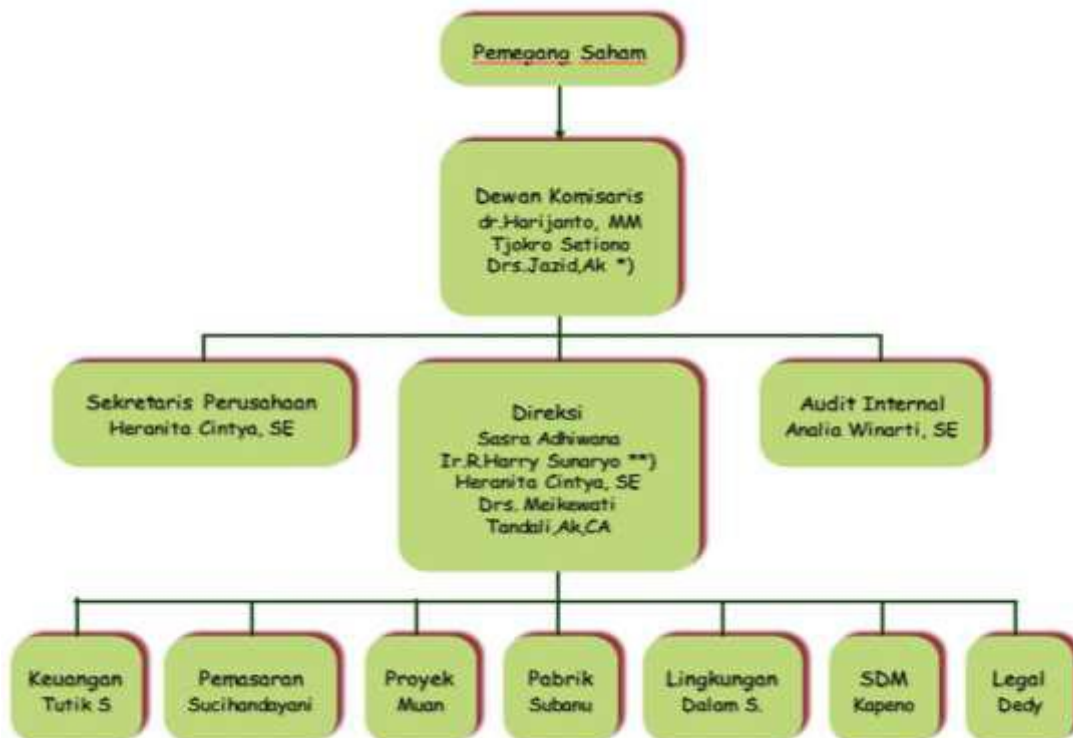 Pemegang Saham
Dewan Komisaris
dr.Harijanto, MM
Tjokro Setiono
Drs.Jazid,Ak *)
Sekretaris Perusahaan
Heranita Cintya, SE
Direksi
Sasra Adhiwana
Ir.R.Harry Sunaryo **)
Heranita Cintya, SE
Drs. Meikewati
Tandali,Ak,CA
Audit Internal
Analia Winarti, SE
Keuangan
Tutik S
Pemasaran
Sucihandayani
Proyek
Muan
Pabrik
Subanu
Lingkungan
Dalam S.
SDM
Kapeno
Legal
Dedy